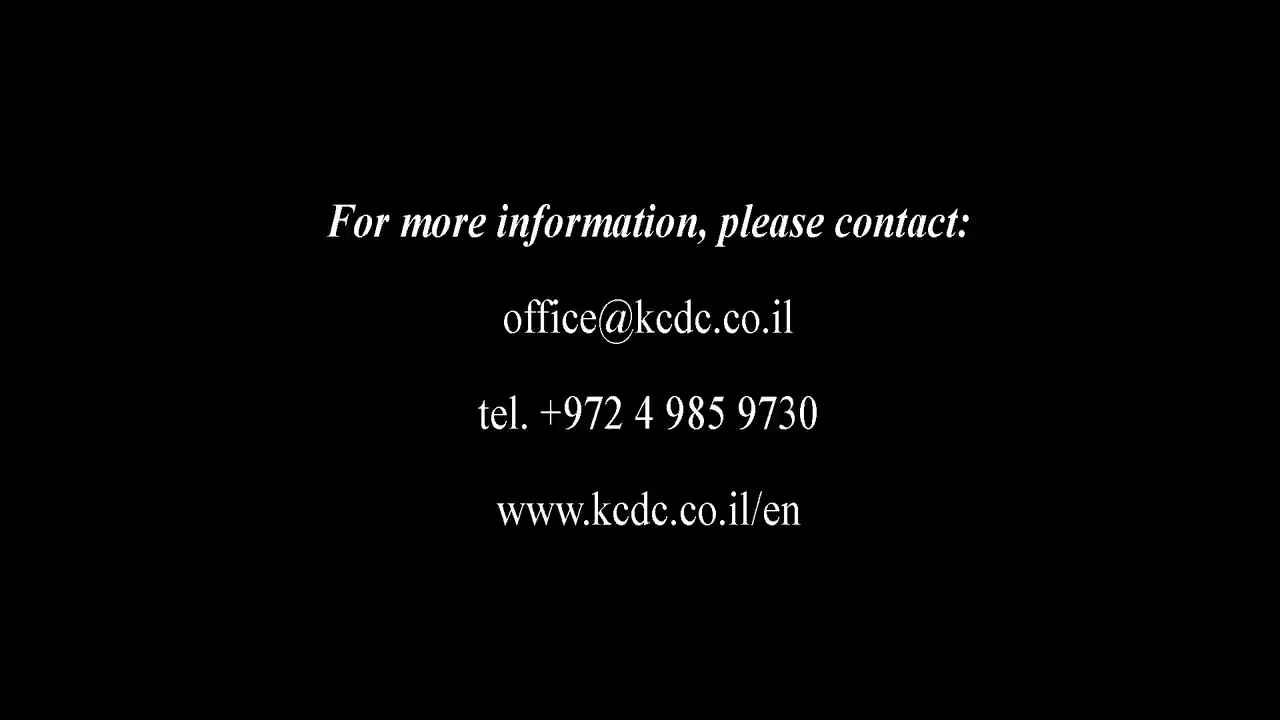 For more information, please contact:
office@kcdc.co.il
tel. +972 4 985 9730
www.kcdc.co.il/en